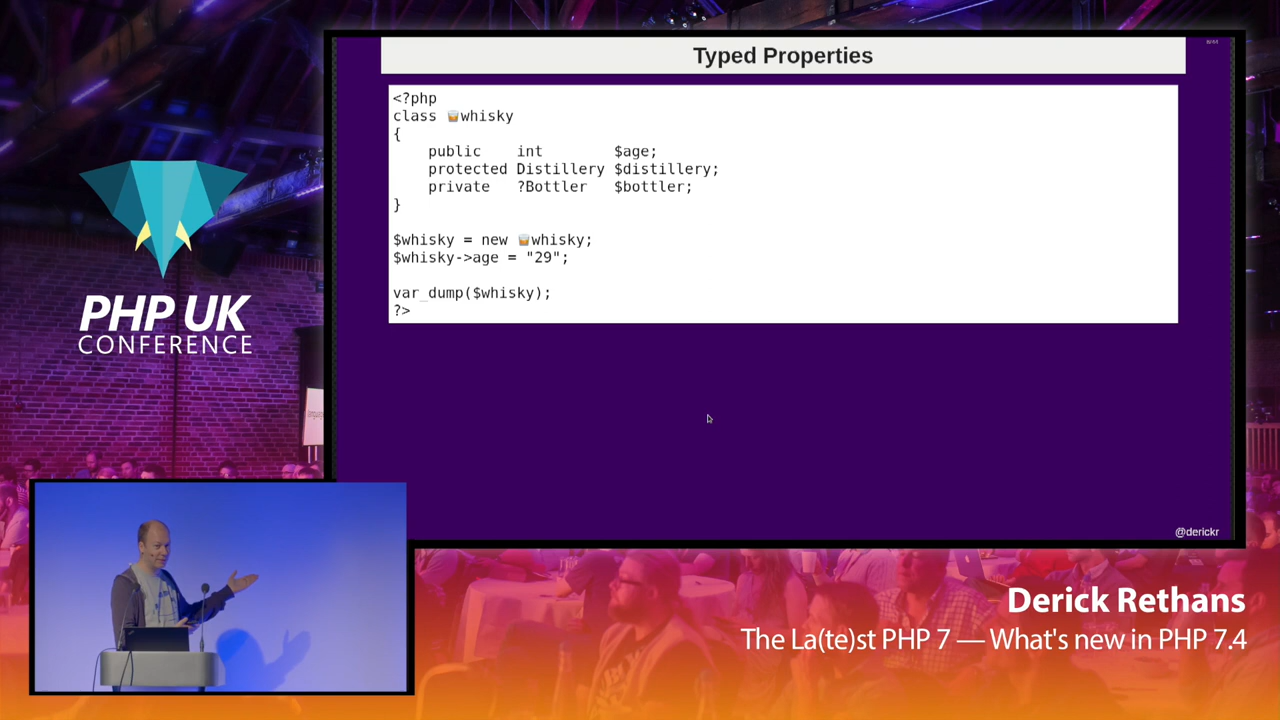 Typed Properties
<?php
class 🥃whisky
{
    public    int        $age;
    protected Distillery $distillery;
    private   ?Bottler   $bottler;
}
$whisky = new 🥃whisky;
$whisky->age = "29";
var_dump($whisky);
?>
@derickr
PHP UK
CONFERENCE
Derick Rethans
The La(te)st PHP 7 — What's new in PHP 7.4